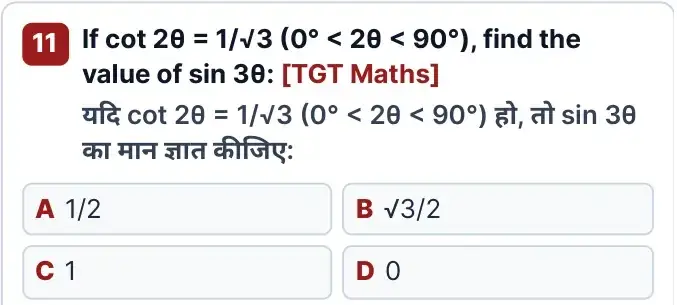 11 If cot 2θ = 1/√3 (0° < 2θ < 90°), find the
value of sin 3θ: [TGT Maths]
यदि cot 2θ = 1/√3 (0° < 2θ < 90°) हो, तो sin 3θ
का मान ज्ञात कीजिए:
A 1/2
B √3/2
C 1
D 0